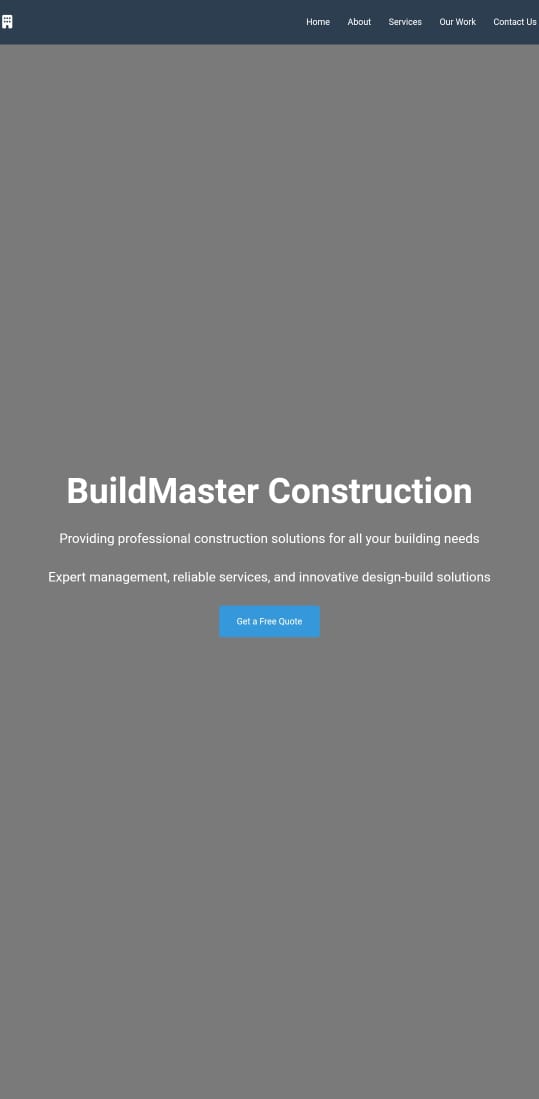 Home About Services Our Work Contact Us
BuildMaster Construction
Providing professional construction solutions for all your building needs
Expert management, reliable services, and innovative design-build solutions
Get a Free Quote